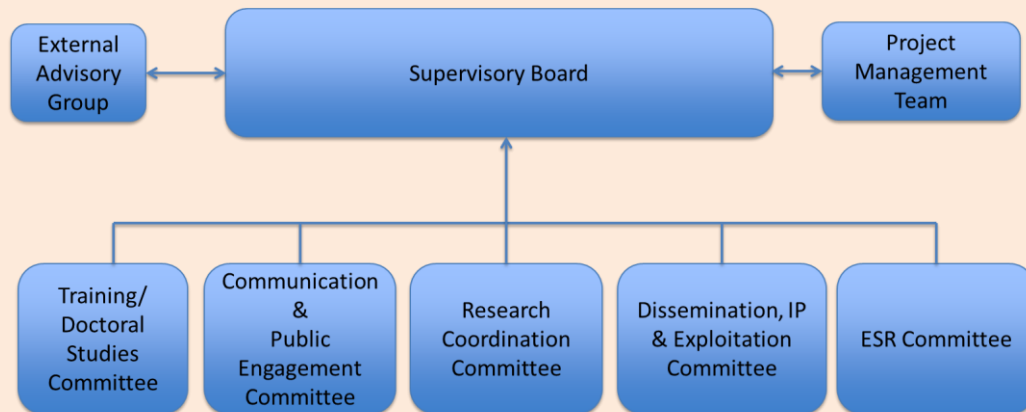 External
Advisory
Group
Supervisory Board
Project
Management
Team
Training/
Doctoral
Studies
Committee
Communication
&
Public
Engagement
Committee
Research
Coordination
Committee
Dissemination, IP
& Exploitation
Committee
ESR Committee